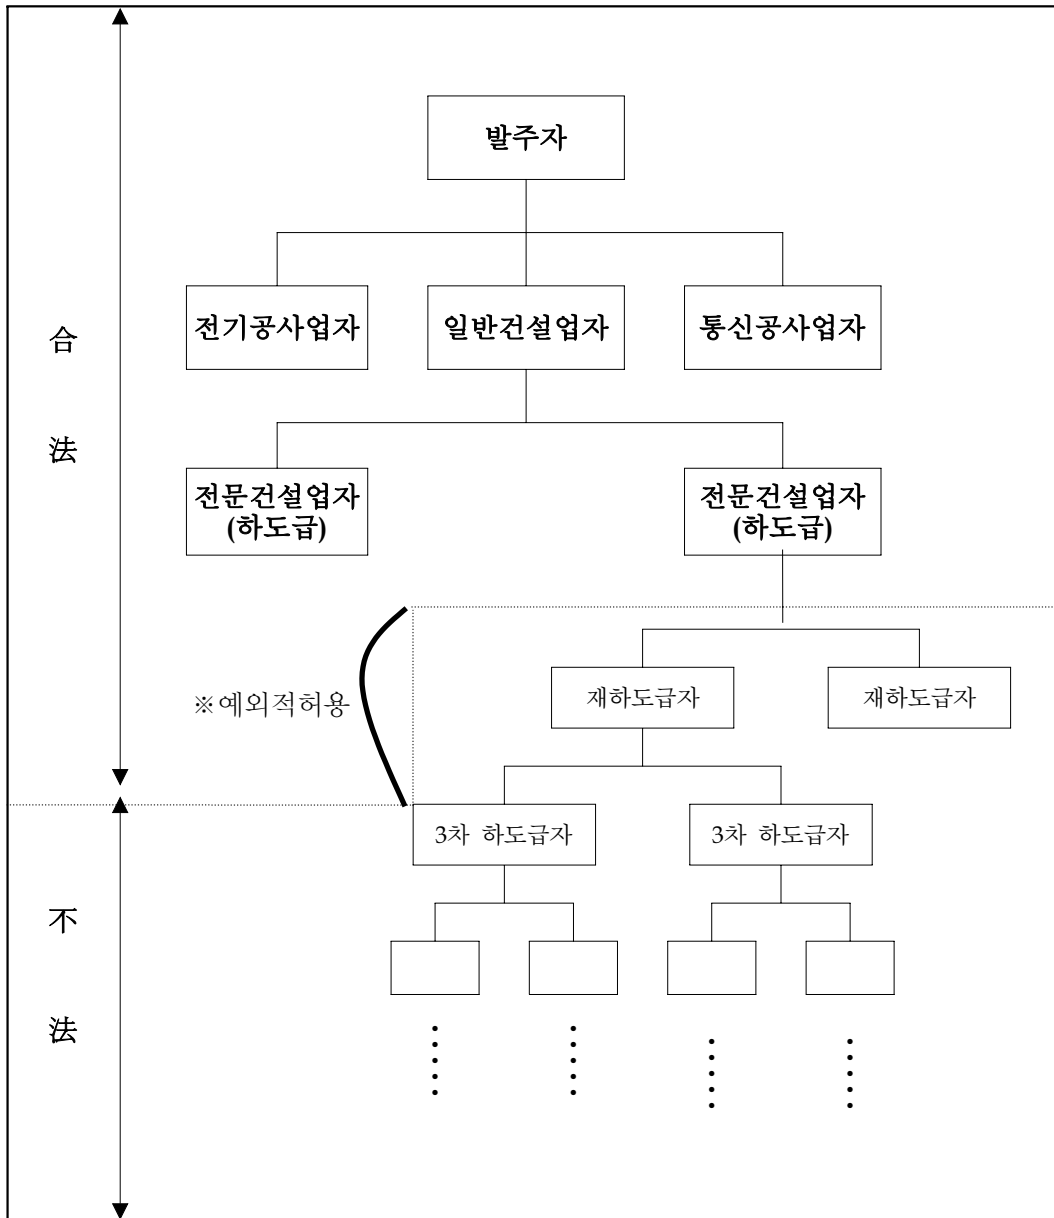 발주자
전기공사업자
일반건설업자
통신공사업자
合
法
전문건설업자
(하도급)
전문건설업자
(하도급)
※예외적허용
재하도급자
재하도급자
3차 하도급자
3차 하도급자
不
法